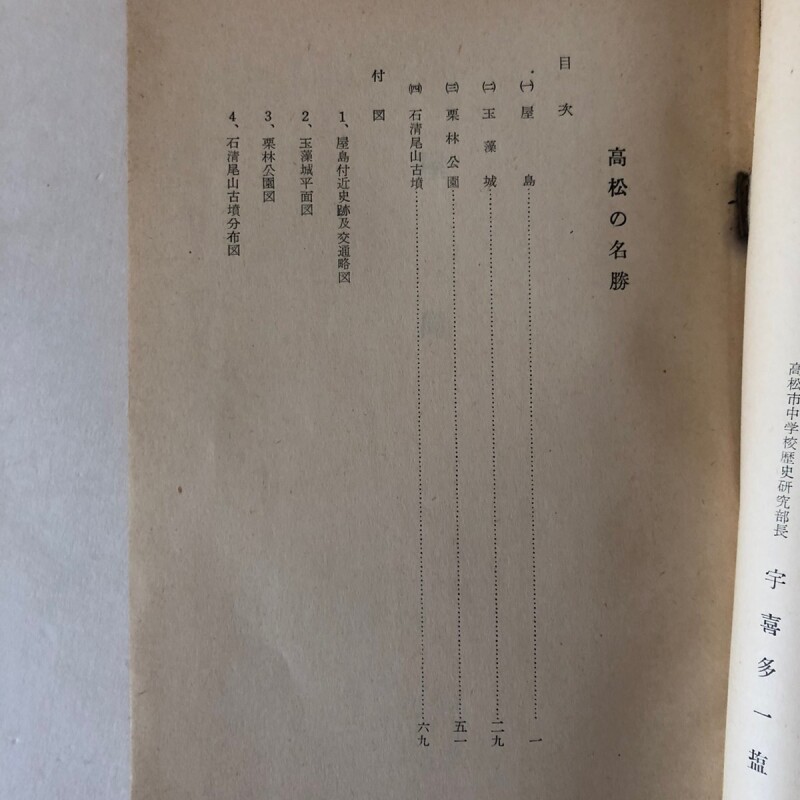 高松市中学校歴史研究部長 宇喜多一塩
高松の名勝
目次
㈠ 屋島……一
㈡ 玉藻城……二九
㈢ 栗林公園……五一
㈣ 石清尾山古墳……六九
付図
1、屋島付近史跡及交通略図
2、玉藻城平面図
3、栗林公園図
4、石清尾山古墳分布図